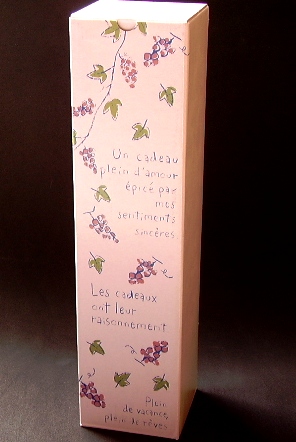 Un cadeau
plein d'amour
épicé par
mes
sentiments
sincères
Les cadeaux
ont leur
raisonnement
Plein
de vacance,
plein de rêves